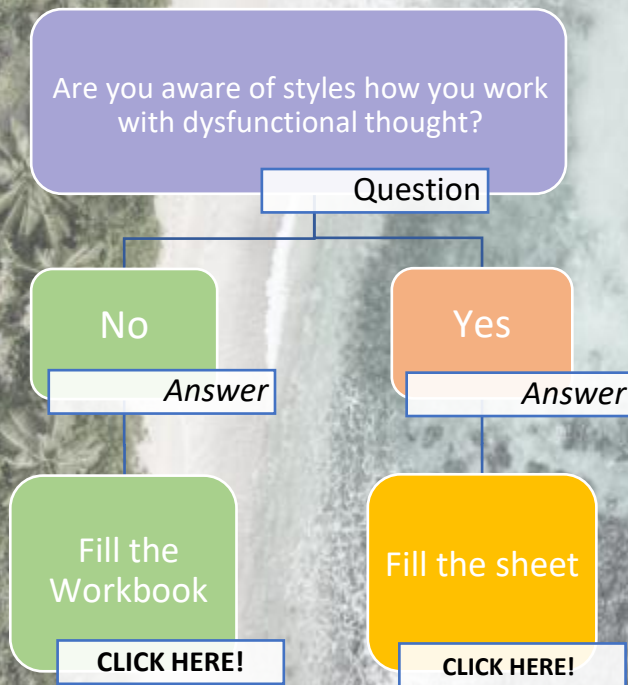 Are you aware of styles how you work
with dysfunctional thought?
Question
No
Answer
Yes
Answer
Fill the
Workbook
CLICK HERE!
Fill the sheet
CLICK HERE!